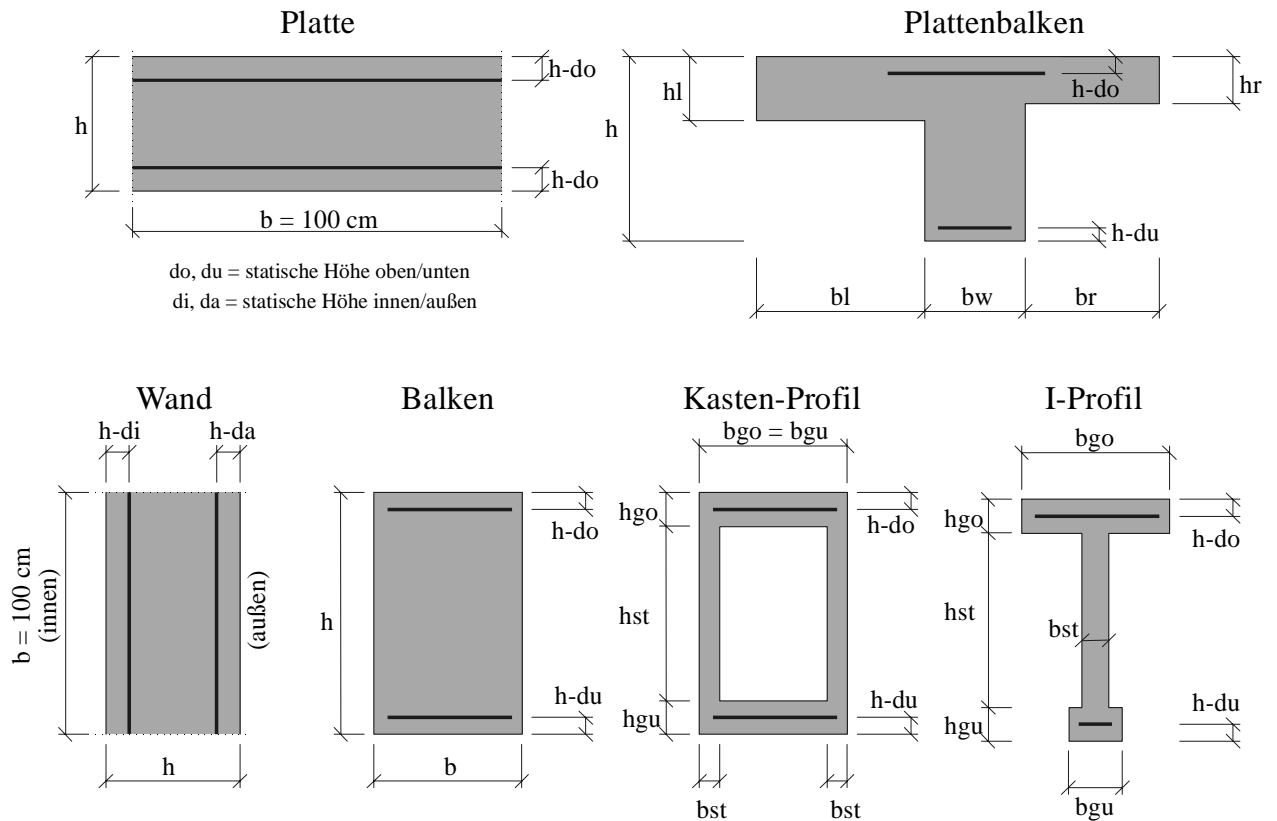 Platte
h-do
h
h-do
b = 100 cm
do, du = statische Höhe oben/unten
di, da = statische Höhe innen/außen
Plattenbalken
hl
h-do
hr
h
h-du
bl
bw
br
Wand
h-di
h-da
b = 100 cm
(innen)
(außen)
h
Balken
h-do
h
h-du
b
Kasten-Profil
bgo = bgu
hgo
h-do
hst
h-du
hgu
bst
bst
I-Profil
bgo
hgo
h-do
hst
bst
h-du
hgu
bgu